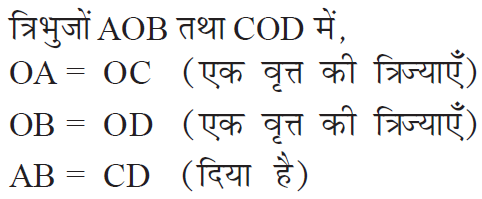 त्रिभुजों AOB तथा COD में,
OA = OC (एक वृत्त की त्रिज्याएँ)
OB = OD (एक वृत्त की त्रिज्याएँ)
AB = CD (दिया है)